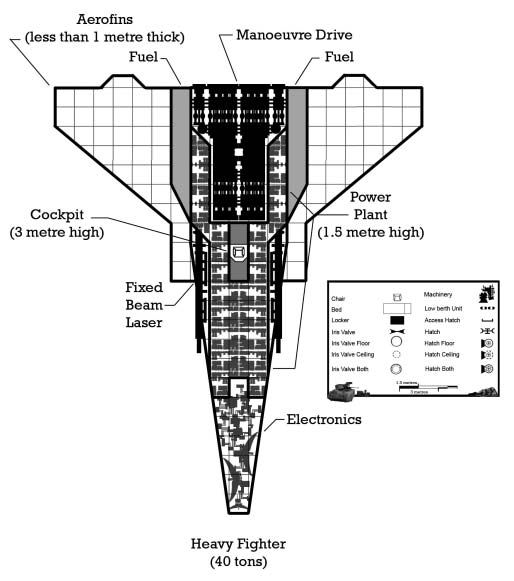 Aerofins
(less than 1 metre thick)
Manoeuvre Drive
Fuel
Fuel
Cockpit
(3 metre high)
Power
Plant
(1.5 metre high)
Fixed
Beam
Laser
Chair
Machinery
Bed
Low berth Unit
Locker
Access Hatch
Iris Valve
Hatch
Iris Valve Floor
Hatch Floor
Iris Valve Ceiling
Hatch Ceiling
Iris Valve Both
Hatch Both
1.5 metres
3 metres
Electronics
Heavy Fighter
(40 tons)